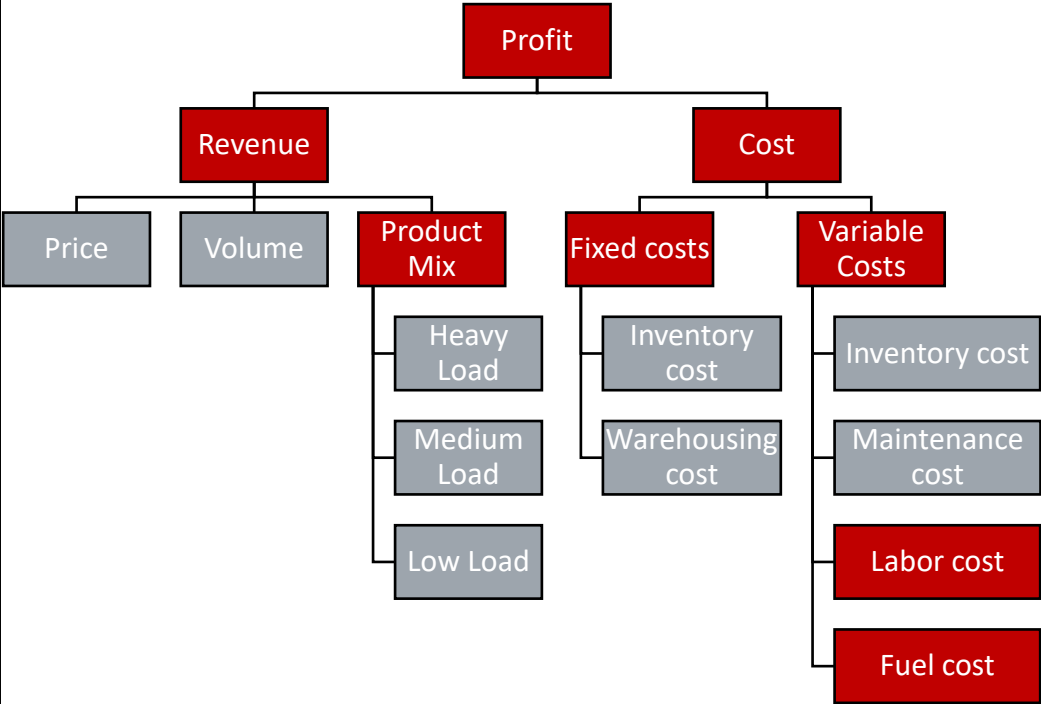 Profit
Revenue
Cost
Price
Volume
Product
Mix
Fixed costs
Variable
Costs
Heavy
Load
Medium
Load
Low Load
Inventory
cost
Warehousing
cost
Inventory cost
Maintenance
cost
Labor cost
Fuel cost